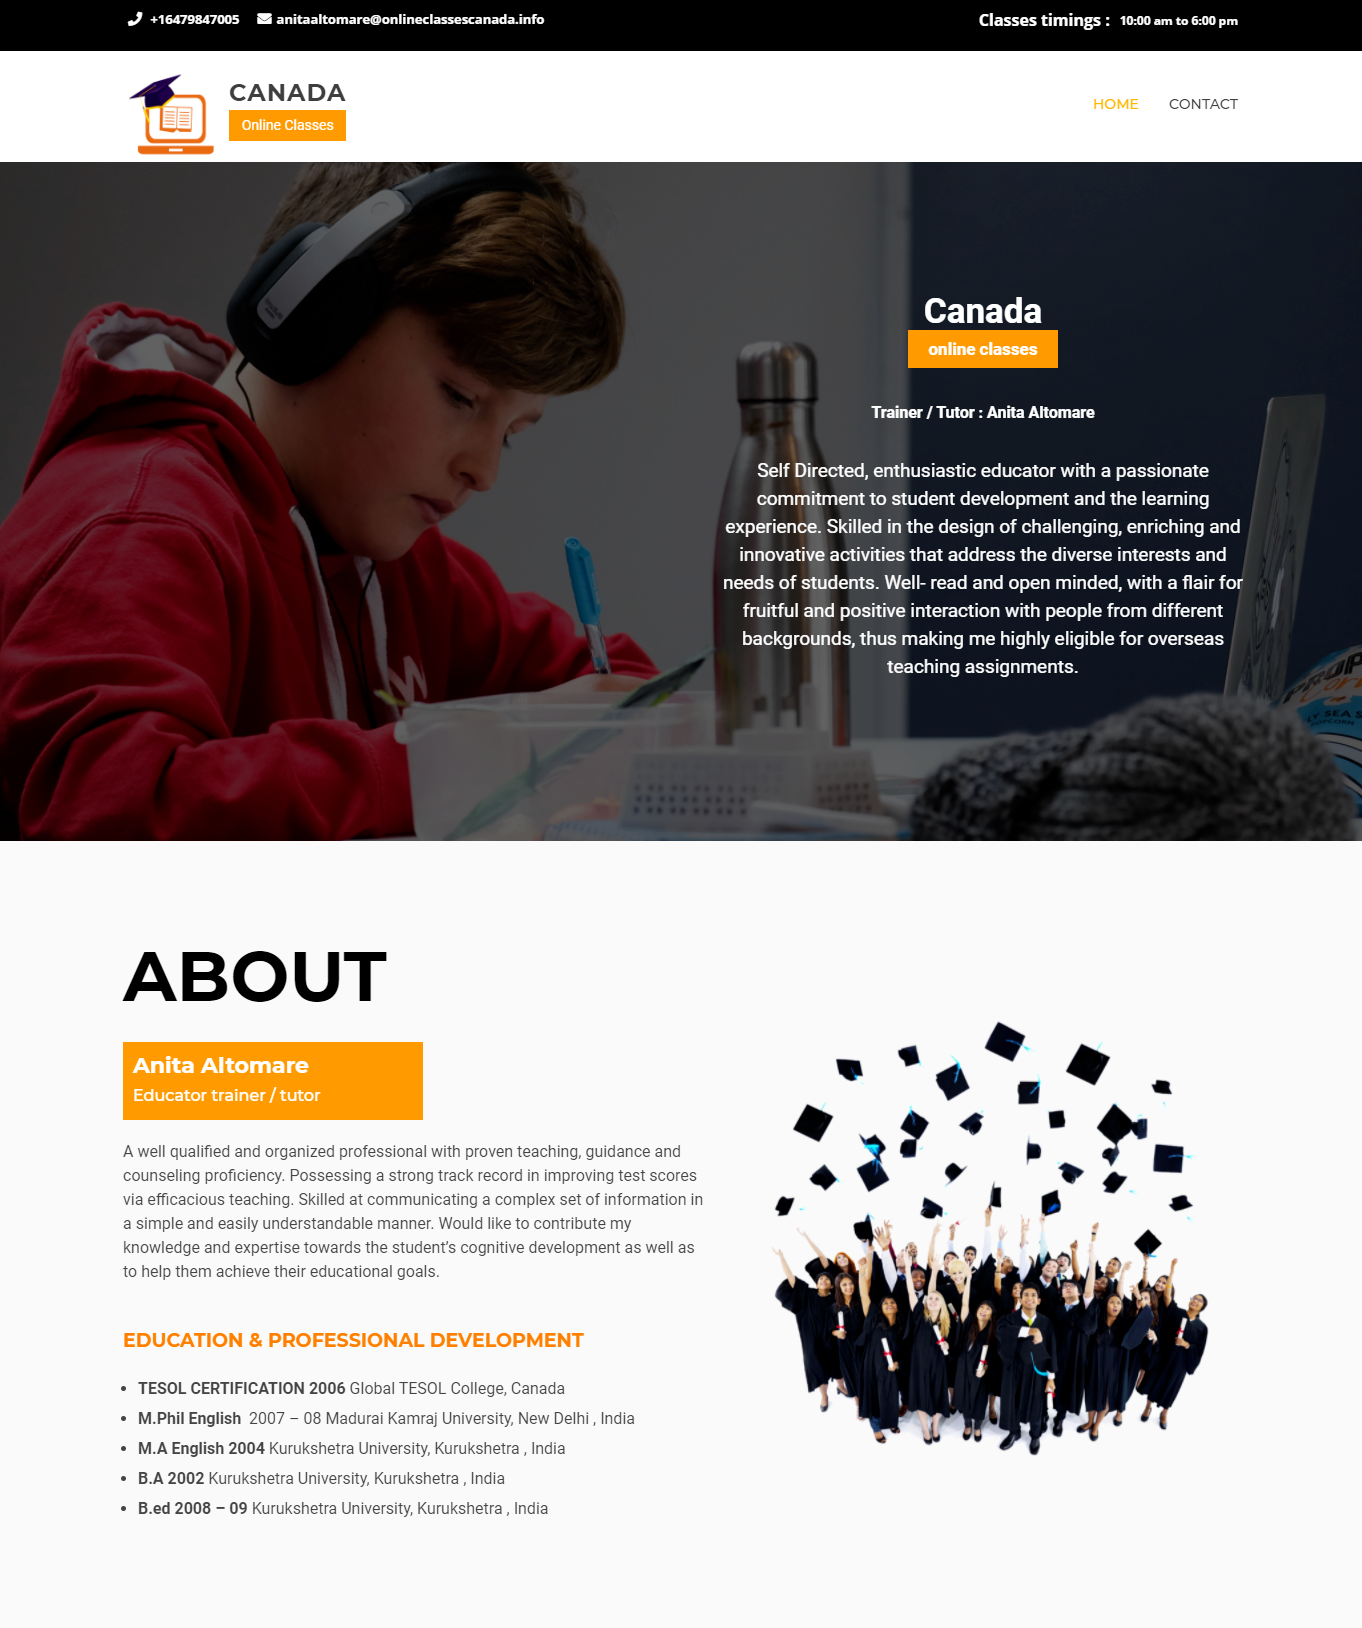 +16479847005 anitaaltomare@onlineclassescanada.info Classes timings : 10:00 am to 6:00 pm
CANADA
Online Classes
HOME CONTACT
Canada
online classes
Trainer / Tutor : Anita Altomare
Self Directed, enthusiastic educator with a passionate
commitment to student development and the learning
experience. Skilled in the design of challenging, enriching and
innovative activities that address the diverse interests and
needs of students. Well- read and open minded, with a flair for
fruitful and positive interaction with people from different
backgrounds, thus making me highly eligible for overseas
teaching assignments.
SEA
POPCORN
ABOUT
Anita Altomare
Educator trainer / tutor
A well qualified and organized professional with proven teaching, guidance and
counseling proficiency. Possessing a strong track record in improving test scores
via efficacious teaching. Skilled at communicating a complex set of information in
a simple and easily understandable manner. Would like to contribute my
knowledge and expertise towards the student’s cognitive development as well as
to help them achieve their educational goals.
EDUCATION & PROFESSIONAL DEVELOPMENT
• TESOL CERTIFICATION 2006 Global TESOL College, Canada
• M.Phil English 2007 – 08 Madurai Kamraj University, New Delhi , India
• M.A English 2004 Kurukshetra University, Kurukshetra , India
• B.A 2002 Kurukshetra University, Kurukshetra , India
• B.ed 2008 – 09 Kurukshetra University, Kurukshetra , India